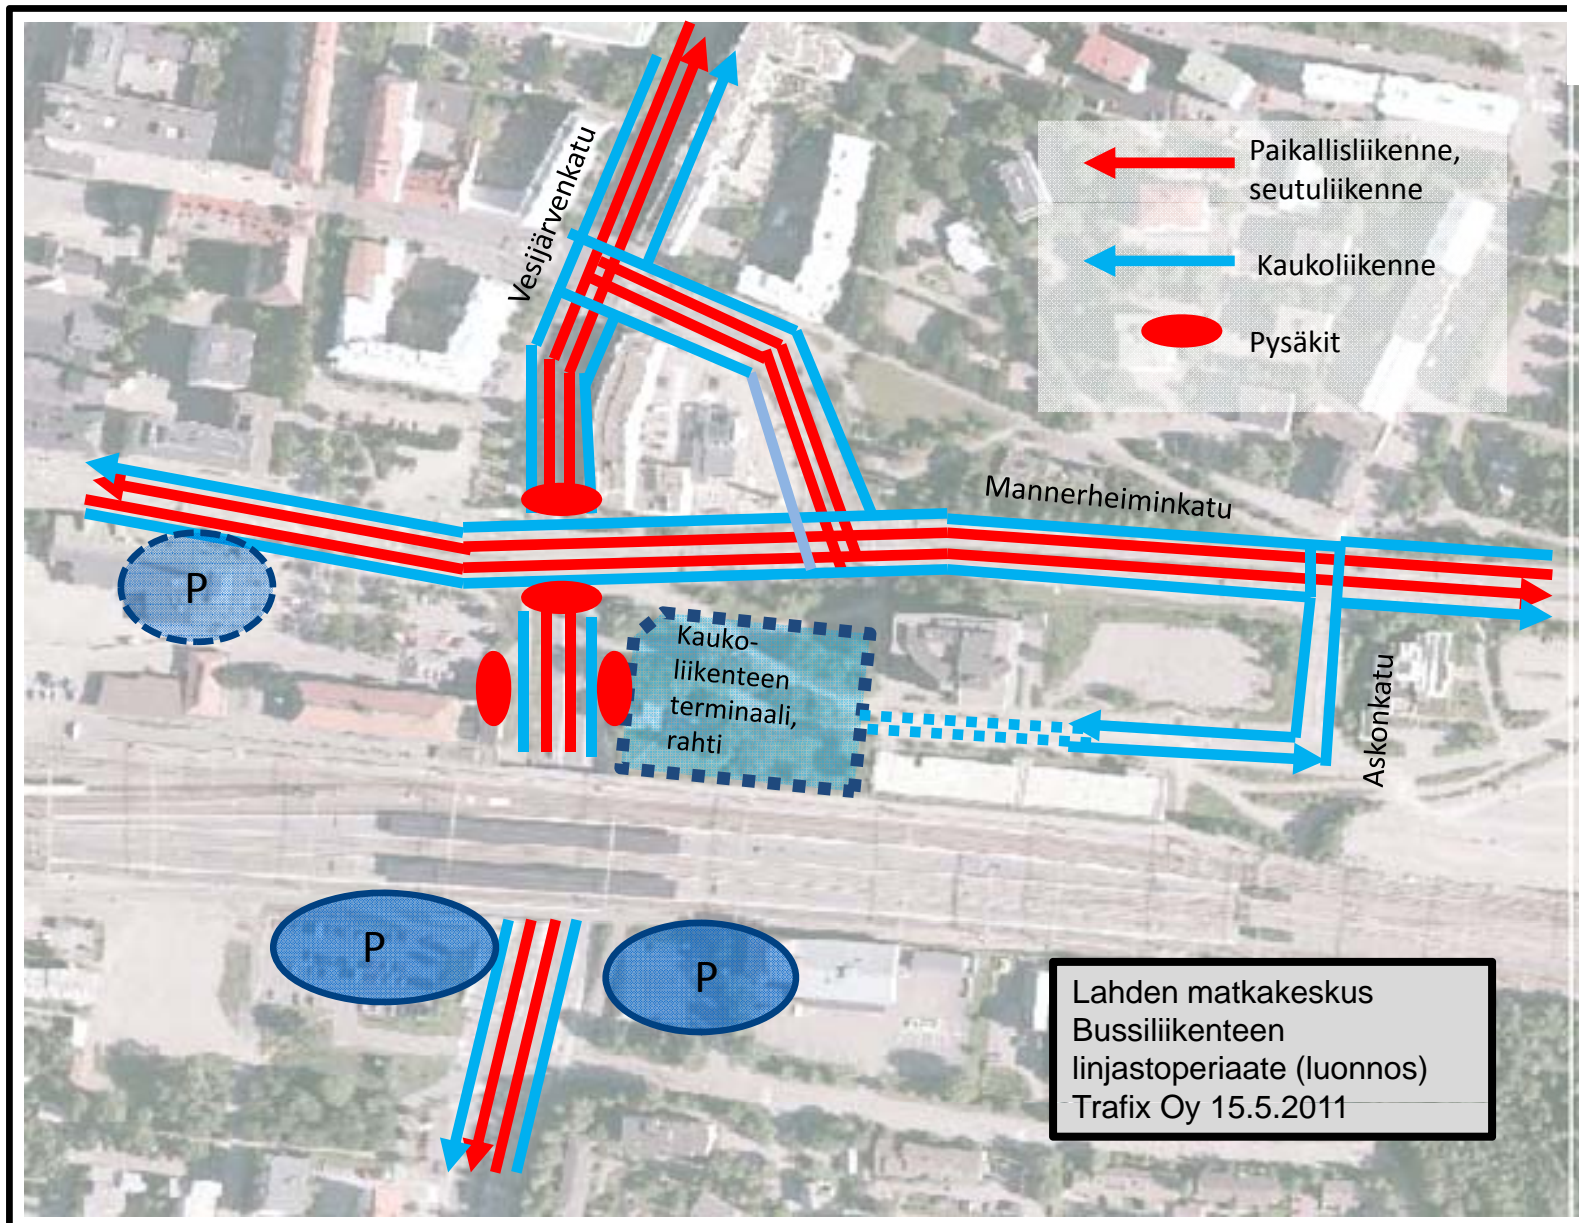 Vesijärvenkatu
Paikallisliikenne,
seutuliikenne
Kaukoliikenne
Pysäkit
Mannerheiminkatu
P
Kauko-
liikenteen
terminaali,
rahti
Askonkatu
P
P
Lahden matkakeskus
Bussiliikenteen
linjastoperiaate (luonnos)
Trafix Oy 15.5.2011